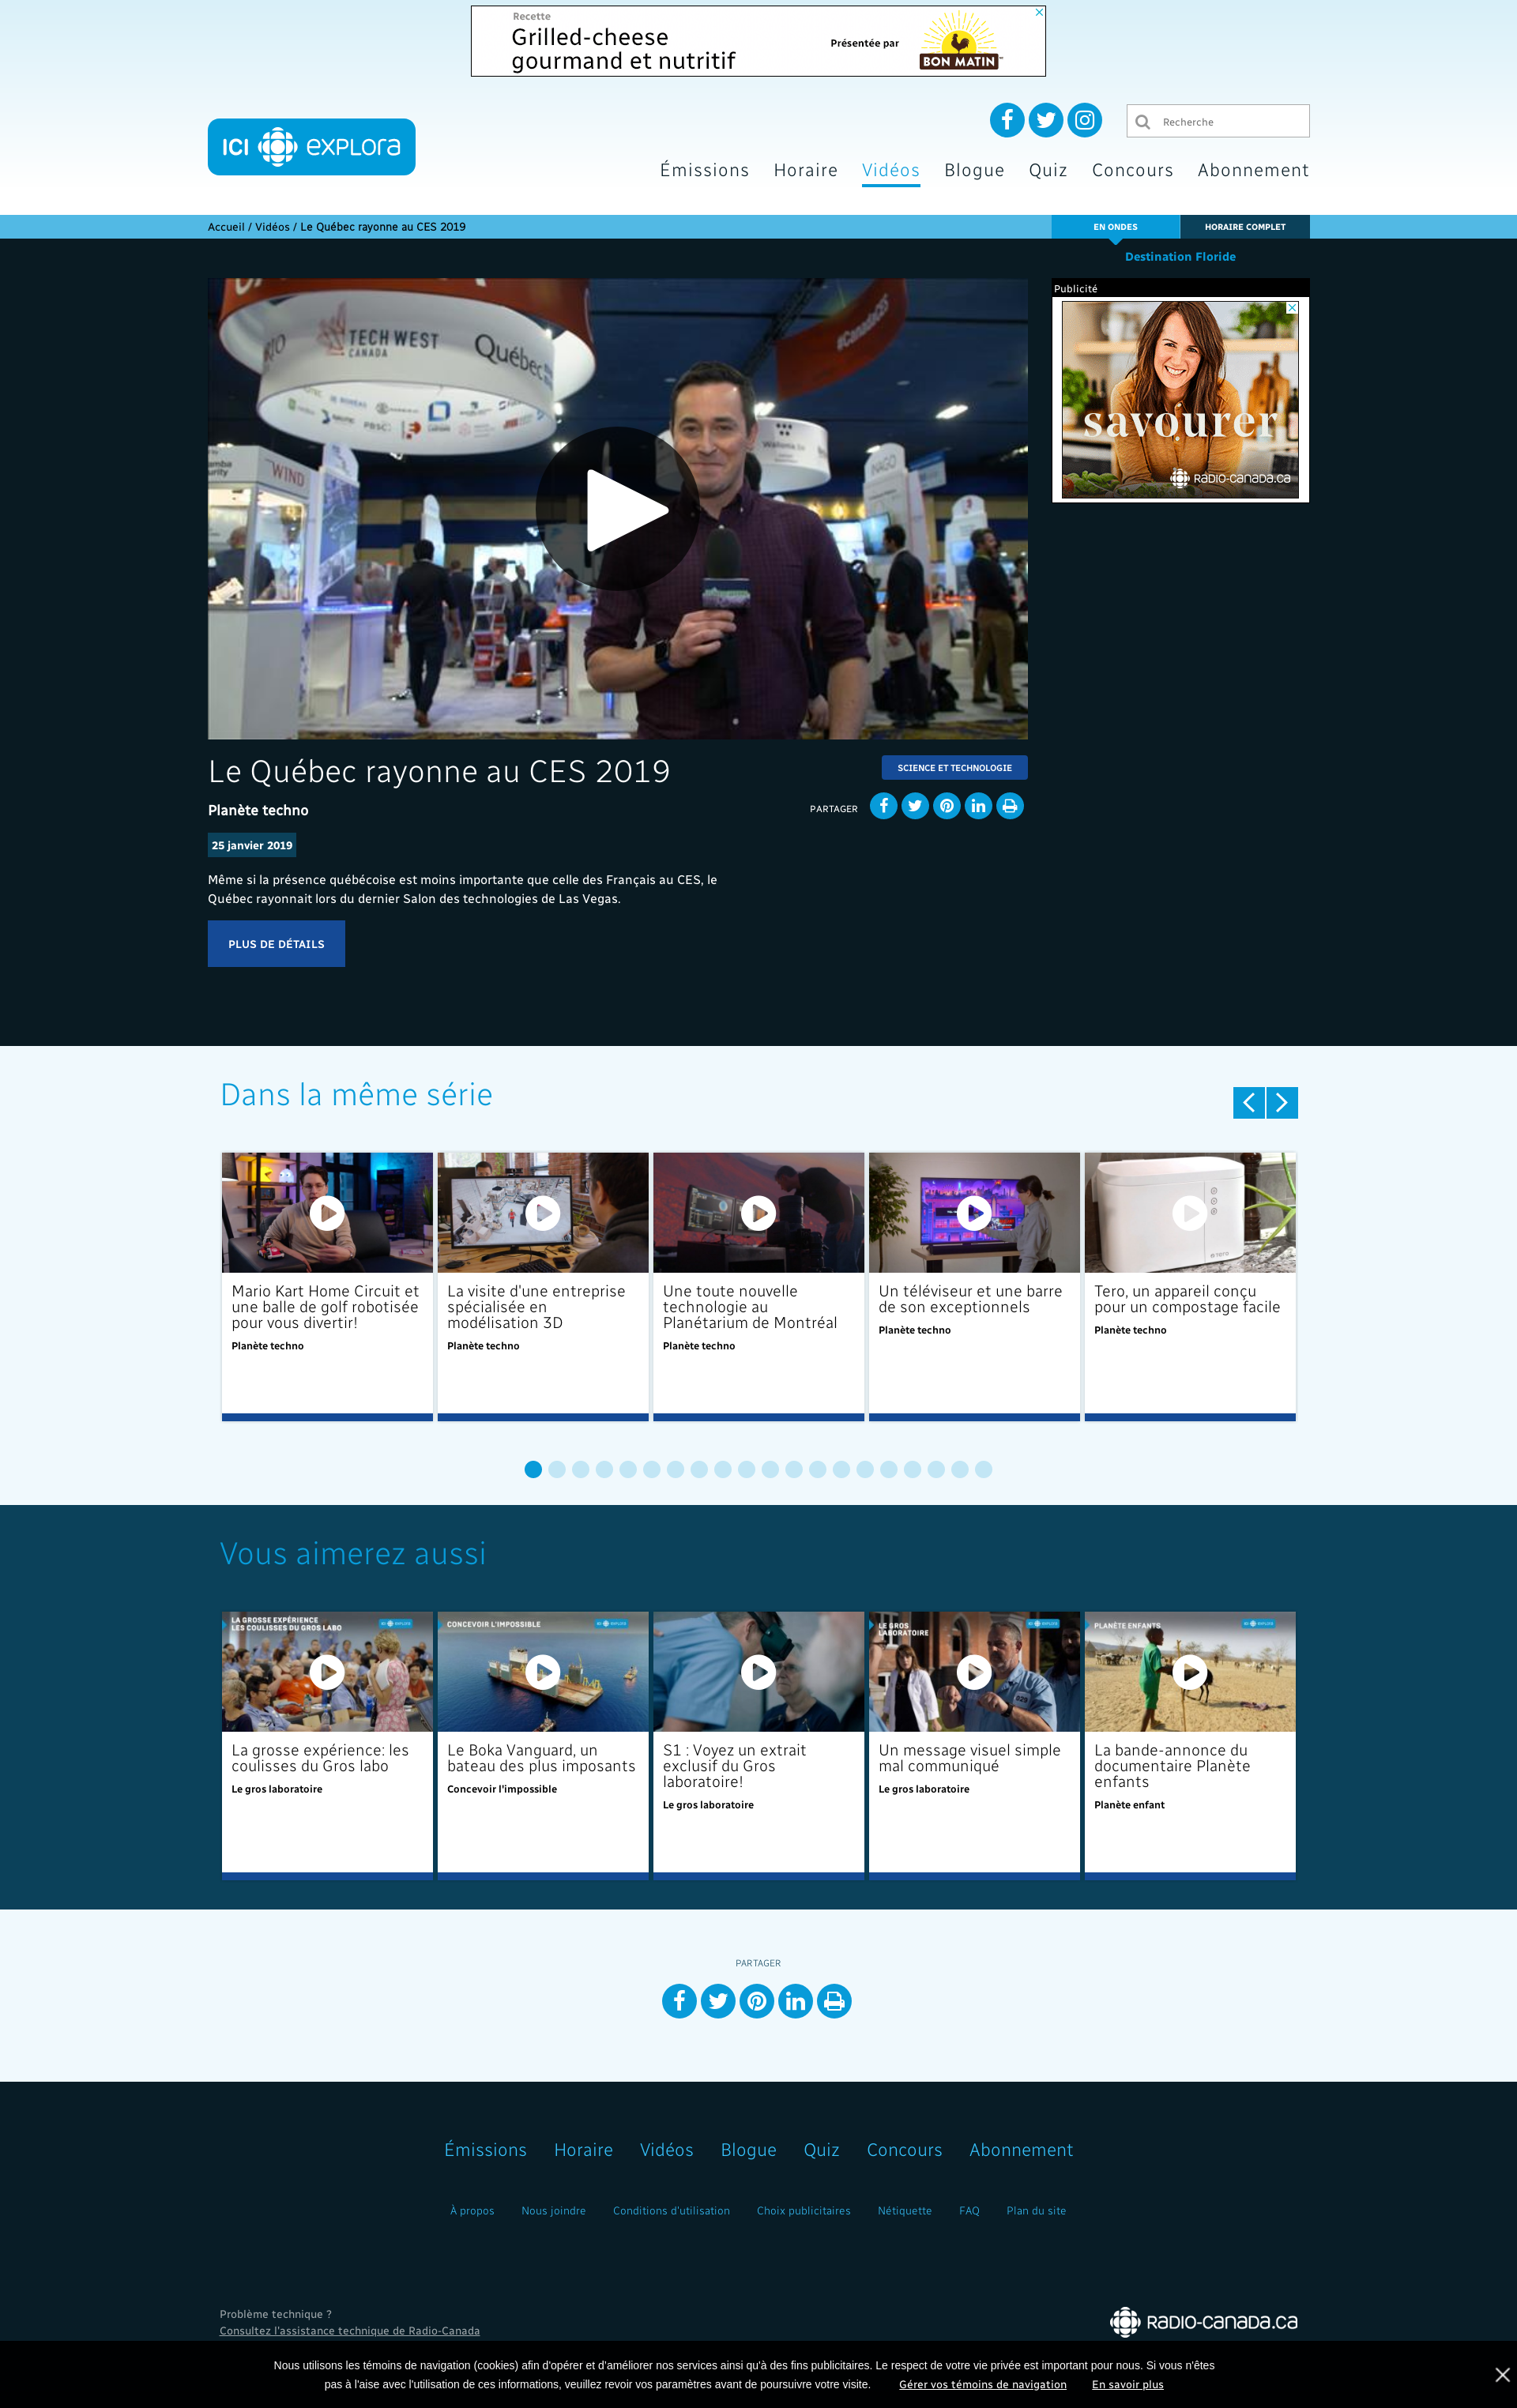 Recette
Grilled-cheese
gourmand et nutritif
Présentée par
BON MATIN
ICI explora
Recherche
Émissions Horaire Vidéos Blogue Quiz Concours Abonnement
Accueil / Vidéos / Le Québec rayonne au CES 2019
EN ONDES
HORAIRE COMPLET
Destination Floride
Publicité
savourer
RADIO-CANADA.ca
TECH WEST
CANADA
Québec
#CanadaCES
WIND
Le Québec rayonne au CES 2019
SCIENCE ET TECHNOLOGIE
Planète techno
PARTAGER
25 janvier 2019
Même si la présence québécoise est moins importante que celle des Français au CES, le
Québec rayonnait lors du dernier Salon des technologies de Las Vegas.
PLUS DE DÉTAILS
Dans la même série
Mario Kart Home Circuit et
une balle de golf robotisée
pour vous divertir!
Planète techno
La visite d'une entreprise
spécialisée en
modélisation 3D
Planète techno
Une toute nouvelle
technologie au
Planétarium de Montréal
Planète techno
Un téléviseur et une barre
de son exceptionnels
Planète techno
Tero, un appareil conçu
pour un compostage facile
Planète techno
Vous aimerez aussi
LA GROSSE EXPÉRIENCE
LES COULISSES DU GROS LABO
La grosse expérience: les
coulisses du Gros labo
Le gros laboratoire
CONCEVOIR L'IMPOSSIBLE
Le Boka Vanguard, un
bateau des plus imposants
Concevoir l'impossible
S1 : Voyez un extrait
exclusif du Gros
laboratoire!
Le gros laboratoire
LE GROS
LABORATOIRE
Un message visuel simple
mal communiqué
Le gros laboratoire
PLANÈTE ENFANTS
La bande-annonce du
documentaire Planète
enfants
Planète enfant
PARTAGER
Émissions Horaire Vidéos Blogue Quiz Concours Abonnement
À propos Nous joindre Conditions d'utilisation Choix publicitaires Nétiquette FAQ Plan du site
Problème technique ?
Consultez l'assistance technique de Radio-Canada
RADIO-CANADA.ca
Nous utilisons les témoins de navigation (cookies) afin d'opérer et d'améliorer nos services ainsi qu'à des fins publicitaires. Le respect de votre vie privée est important pour nous. Si vous n'êtes
pas à l'aise avec l'utilisation de ces informations, veuillez revoir vos paramètres avant de poursuivre votre visite. Gérer vos témoins de navigation En savoir plus